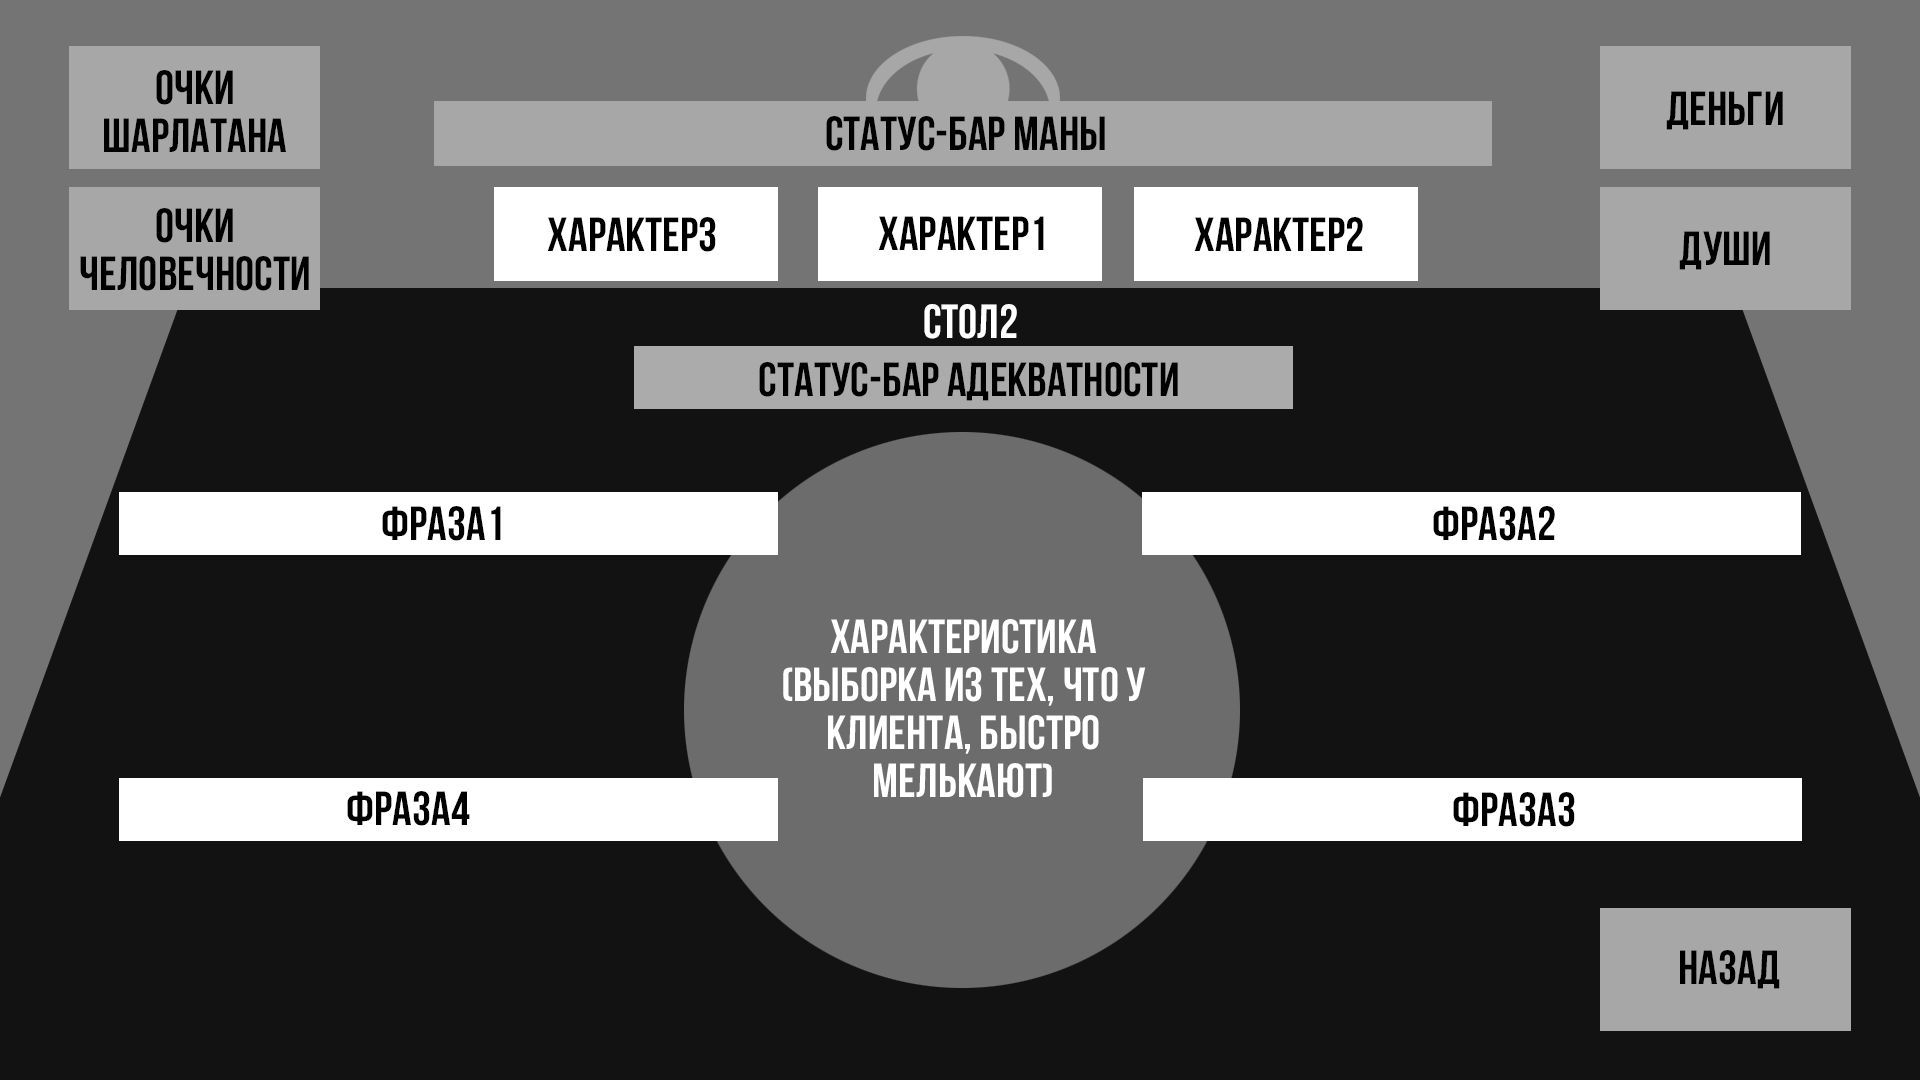 ОЧКИ
ШАРЛАТАНА
СТАТУС-БАР МАНЫ
ДЕНЬГИ
ОЧКИ
ЧЕЛОВЕЧНОСТИ
ХАРАКТЕР3
ХАРАКТЕР1
ХАРАКТЕР2
ДУШИ
СТОЛ2
СТАТУС-БАР АДЕКВАТНОСТИ
ФРАЗА1
ФРАЗА2
ХАРАКТЕРИСТИКА
(ВЫБОРКА ИЗ ТЕХ, ЧТО У
КЛИЕНТА, БЫСТРО
МЕЛЬКАЮТ)
ФРАЗА4
ФРАЗА3
НАЗАД